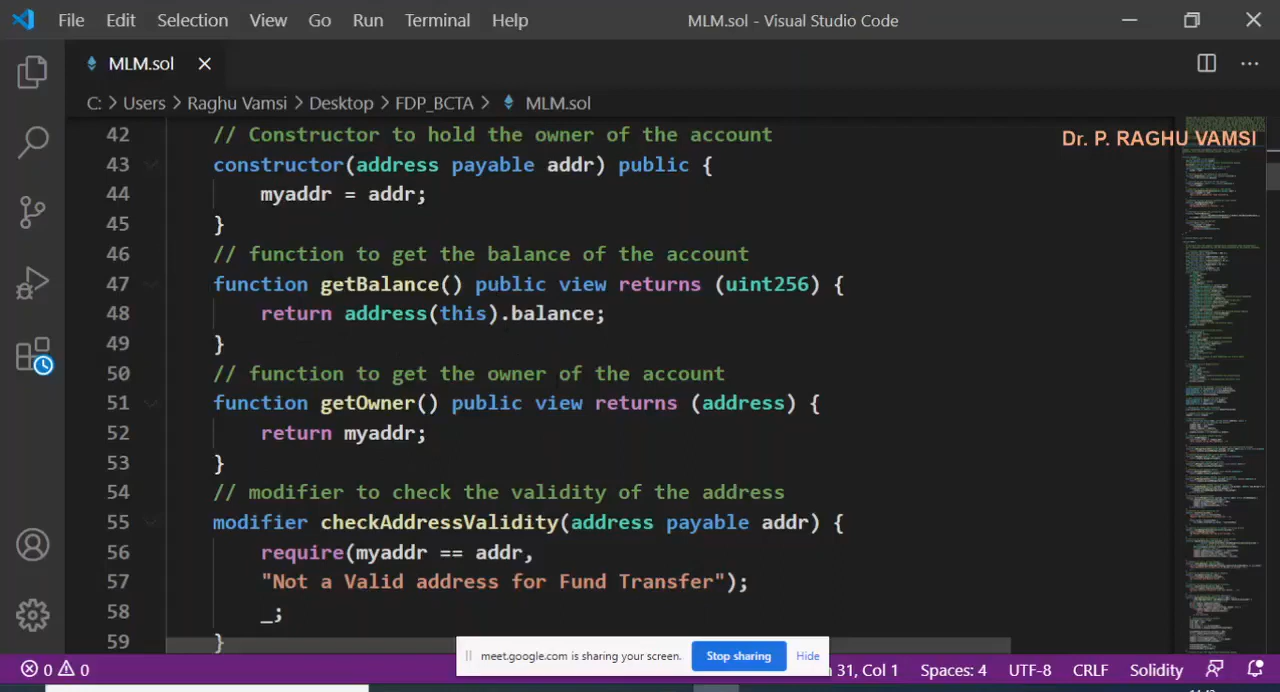 File Edit Selection View Go Run Terminal Help MLM.sol - Visual Studio Code
MLM.sol
C: > Users > Raghu Vamsi > Desktop > FDP_BCTA > MLM.sol
Dr. P. RAGHU VAMSI
42 // Constructor to hold the owner of the account
43 constructor(address payable addr) public {
44 myaddr = addr;
45 }
46 // function to get the balance of the account
47 function getBalance() public view returns (uint256) {
48 return address(this).balance;
49 }
50 // function to get the owner of the account
51 function getOwner() public view returns (address) {
52 return myaddr;
53 }
54 // modifier to check the validity of the address
55 modifier checkAddressValidity(address payable addr) {
56 require(myaddr == addr,
57 "Not a Valid address for Fund Transfer");
58 _;
59 }
meet.google.com is sharing your screen. Stop sharing Hide
0 0 31, Col 1 Spaces: 4 UTF-8 CRLF Solidity